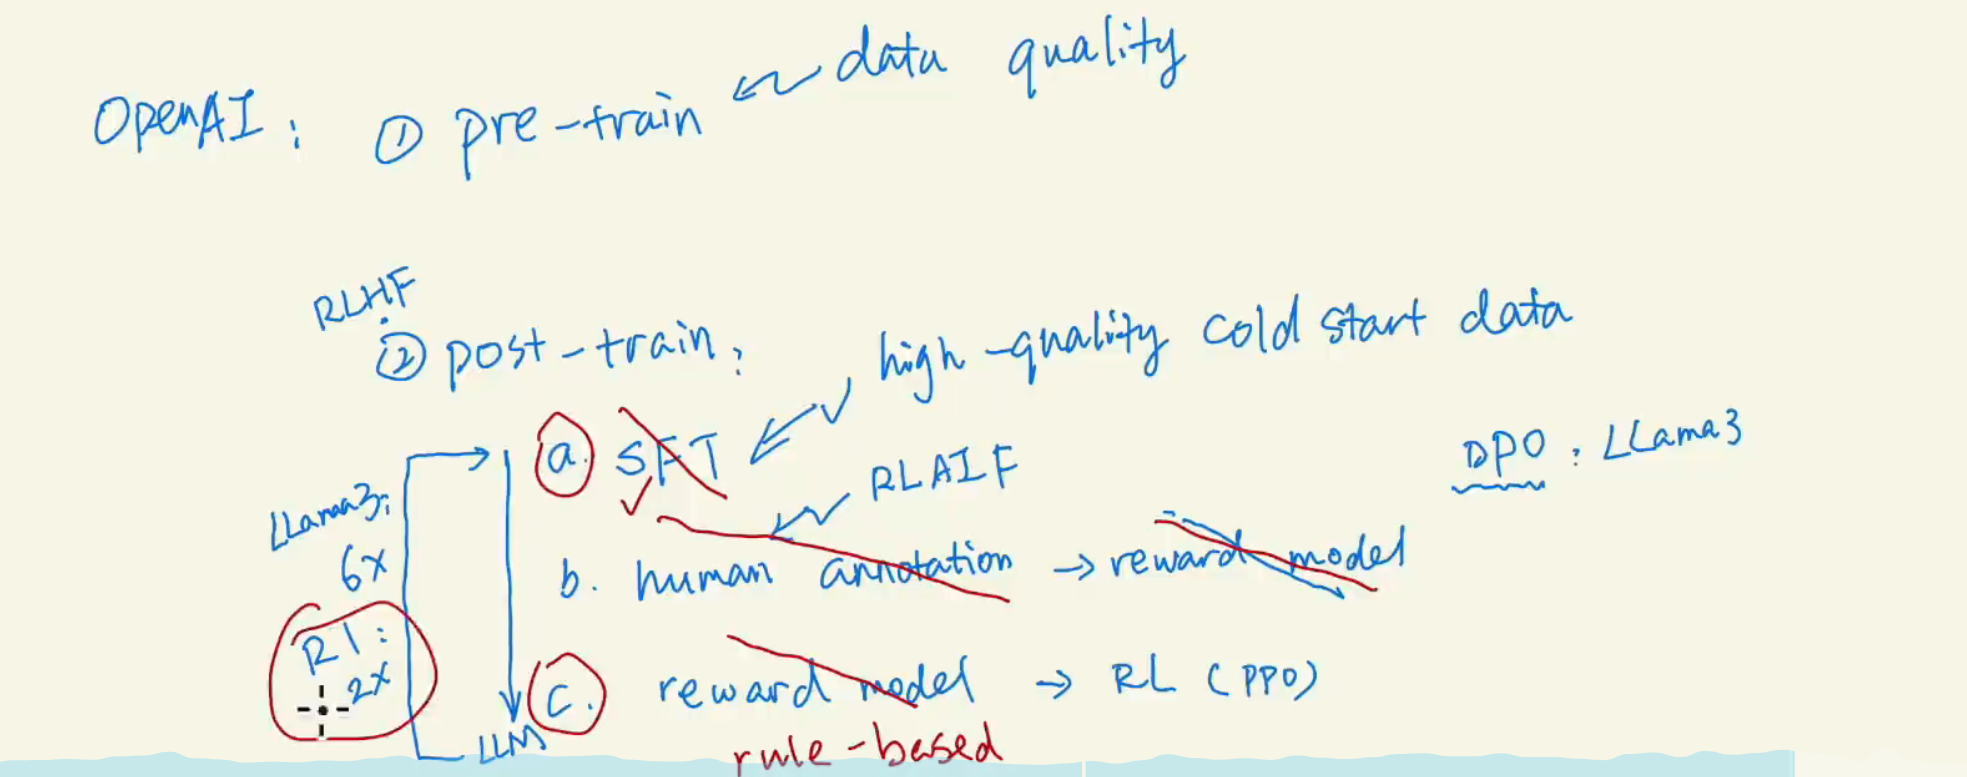 OpenAI: ① pre-train data quality
RLHF
② post-train: high-quality cold start data
a. SFT
DPO: LLama3
RLAIF
LLama3:
6x
b. human annotation → reward model
R1:
2x
c. reward model → RL (PPO)
LLM
rule-based